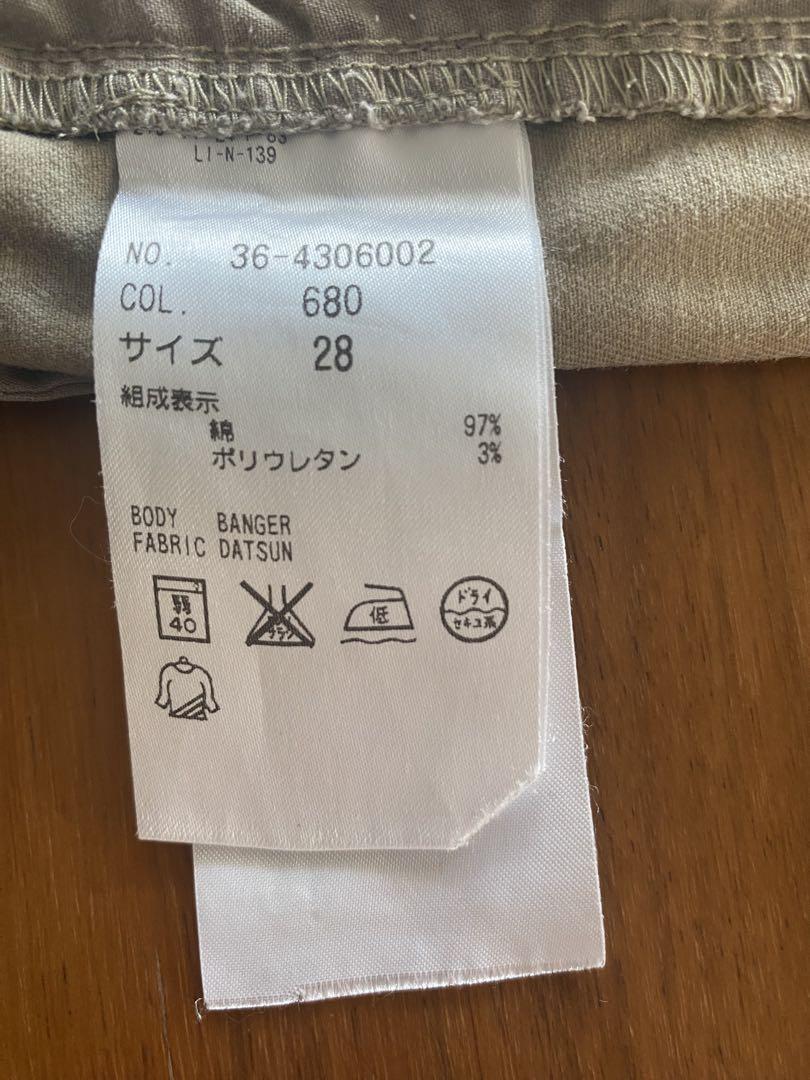 LI-N-139
NO. 36-4306002
COL. 680
サイズ 28
組成表示
綿 97%
ポリウレタン 3%
BODY BANGER
FABRIC DATSUN
弱 40
低
ドライ
セキユ系